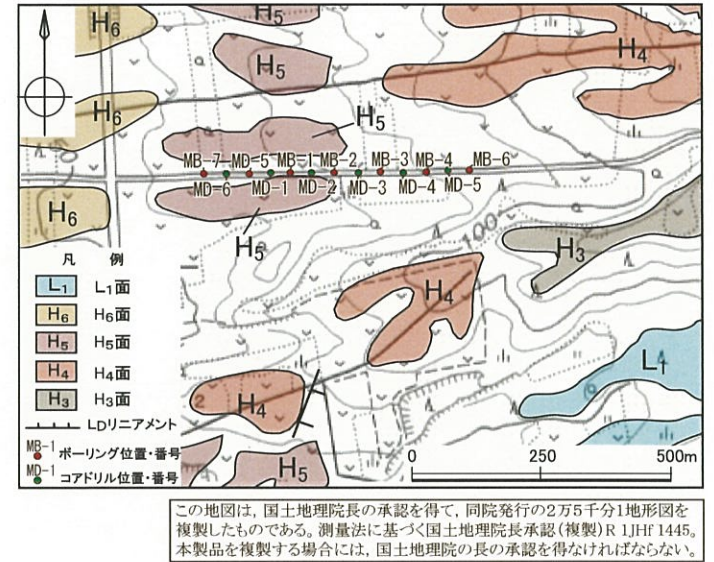 H5
H6
H5
H4
H6
H5
MB-7 MD-5 MB-1 MB-2 MB-3 MB-4 MB-6
MD-6 MD-1 MD-2 MD-3 MD-4 MD-5
H6
H5
100
H3
凡 例
L1 L1面
H6 H6面
H5 H5面
H4 H4面
H3 H3面
LDリニアメント
MB-1 ボーリング位置・番号
MD-1 コアドリル位置・番号
H4
L1
2
H4
H5
0 250 500m
この地図は，国土地理院長の承認を得て，同院発行の2万5千分1地形図を
複製したものである。測量法に基づく国土地理院長承認（複製）R 1JHf 1445。
本製品を複製する場合には，国土地理院の長の承認を得なければならない。